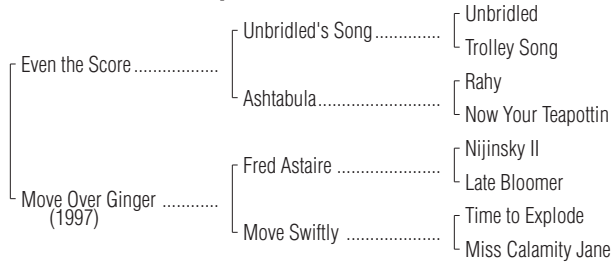 Unbridled
Unbridled's Song..............
Trolley Song
Even the Score.................
Rahy
Ashtabula..........................
Now Your Teapottin
Nijinsky II
Fred Astaire ......................
Late Bloomer
Move Over Ginger ............
(1997)
Time to Explode
Move Swiftly ....................
Miss Calamity Jane